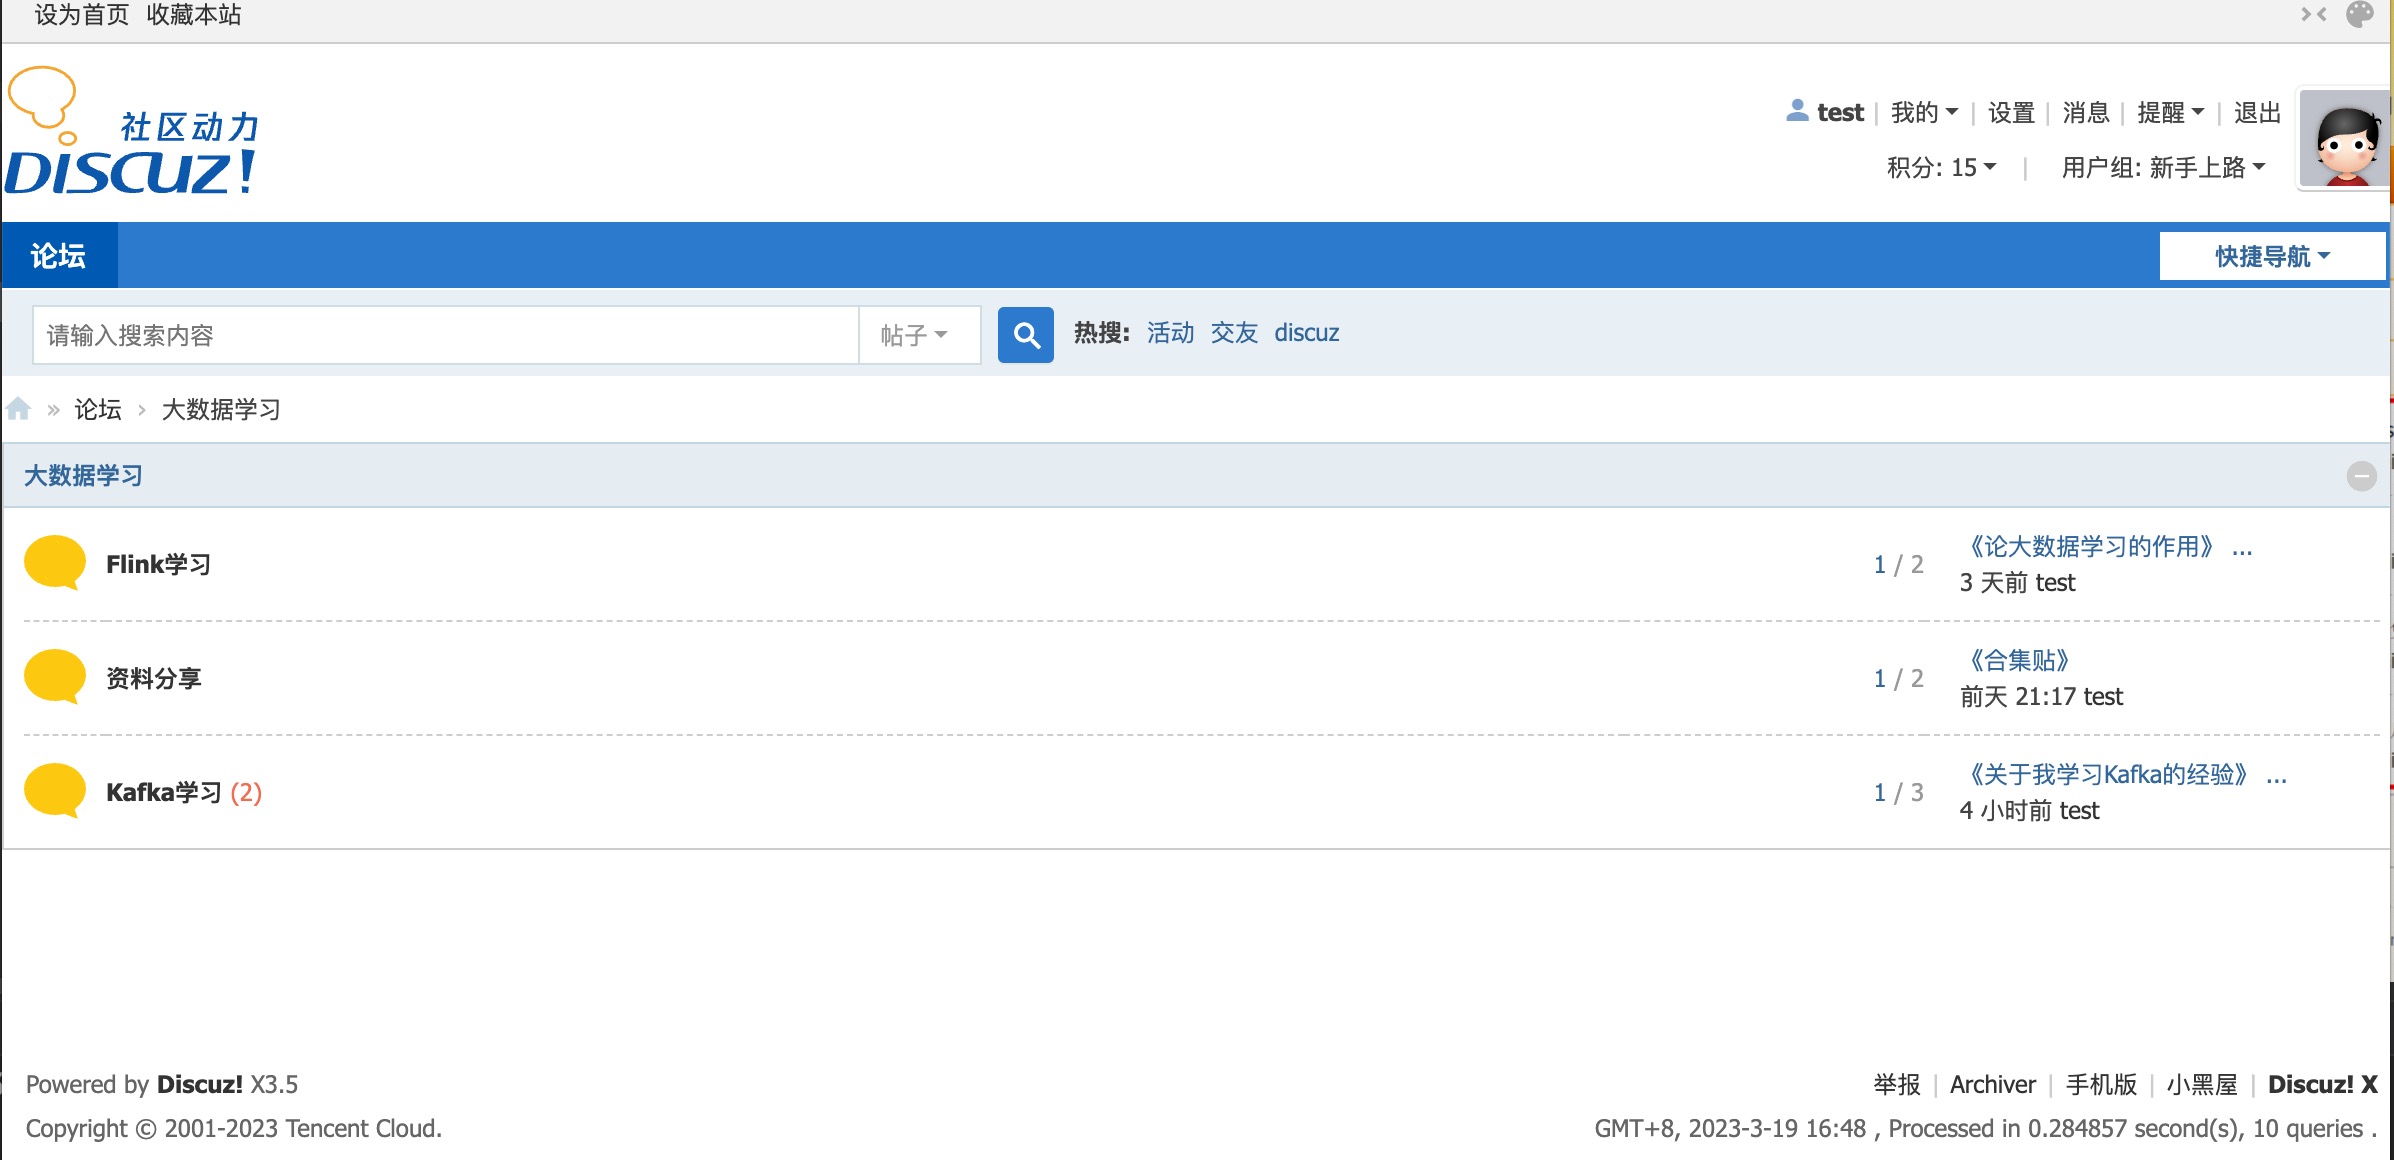 设为首页 收藏本站
社区动力
DISCUZ!
test | 我的 | 设置 | 消息 | 提醒 | 退出
积分: 15 | 用户组: 新手上路
论坛
快捷导航
请输入搜索内容 帖子 热搜: 活动 交友 discuz
» 论坛 › 大数据学习
大数据学习
Flink学习
1 / 2
《论大数据学习的作用》 ...
3 天前 test
资料分享
1 / 2
《合集贴》
前天 21:17 test
Kafka学习 (2)
1 / 3
《关于我学习Kafka的经验》 ...
4 小时前 test
Powered by Discuz! X3.5
Copyright © 2001-2023 Tencent Cloud.
举报 | Archiver | 手机版 | 小黑屋 | Discuz! X
GMT+8, 2023-3-19 16:48 , Processed in 0.284857 second(s), 10 queries .